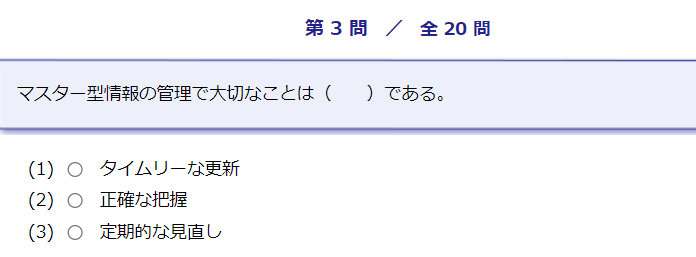 第 3 問 ／ 全 20 問
マスター型情報の管理で大切なことは（　　）である。
(1) ○ タイムリーな更新
(2) ○ 正確な把握
(3) ○ 定期的な見直し